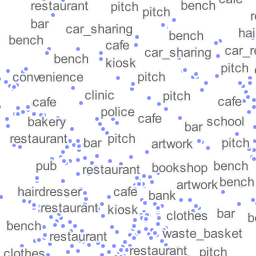 restaurant pitch pitch bench
bar car_sharing
bench cafe bench
bench kiosk car_sharing
convenience pitch pitch
clinic pitch
cafe cafe
bakery police cafe
bar school
restaurant bar pitch artwork pitch
pub restaurant bookshop bench
artwork bench
hairdresser cafe bank
restaurant kiosk clothes bar
bench
restaurant waste_basket
clothes restaurant pitch